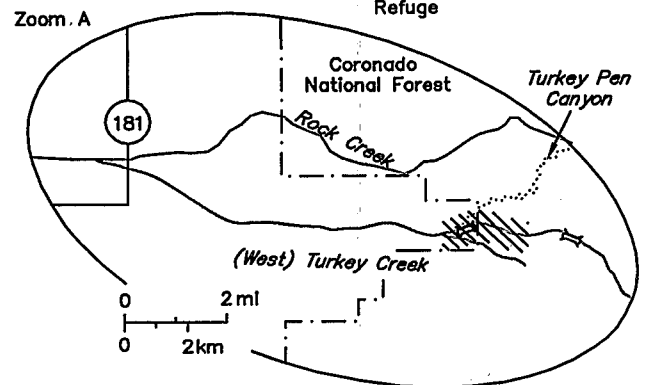 Refuge
Zoom A
Coronado
National Forest
Turkey Pen
Canyon
181
Rock Creek
(West) Turkey Creek
0 2 mi
0 2km